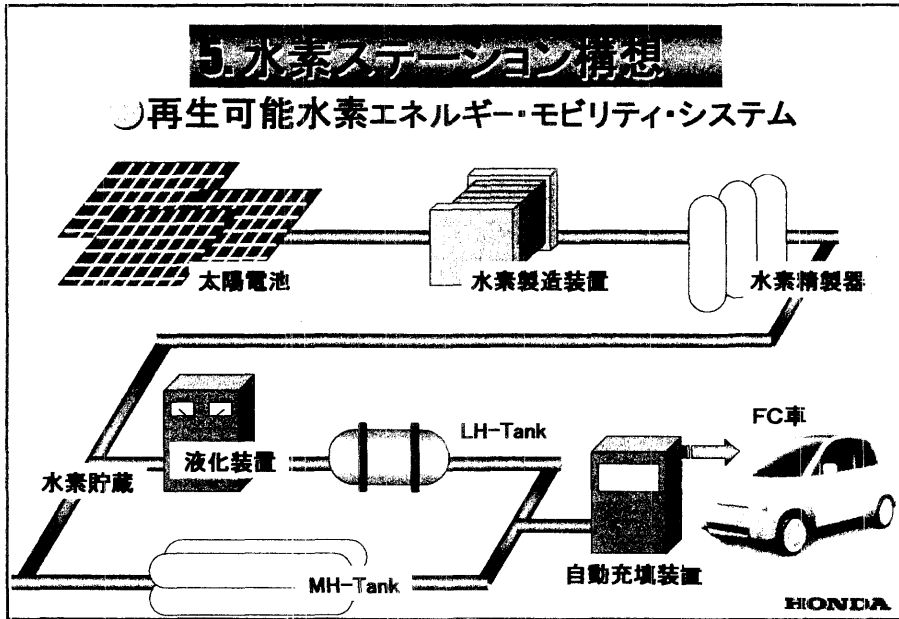 5.水素ステーション構想
再生可能水素エネルギー・モビリティ・システム
太陽電池
水素製造装置
水素精製器
水素貯蔵
液化装置
LH-Tank
FC車
MH-Tank
自動充填装置
HONDA